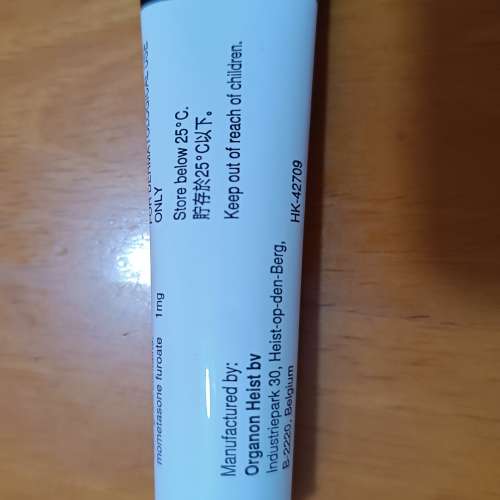 mometasone furoate 1mg
ONLY
Store below 25°C.
貯存於25°C以下。
Keep out of reach of children.
Manufactured by:
Organon Heist bv
Industriepark 30, Heist-op-den-Berg,
B-2220, Belgium
HK-42709